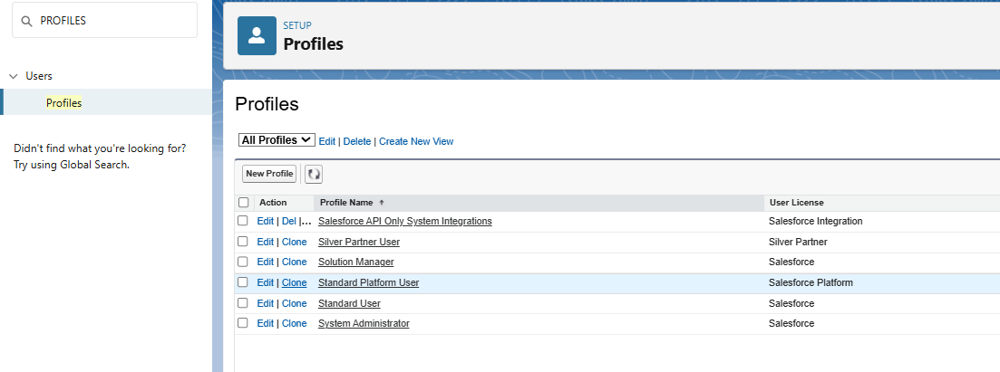 PROFILES
Users
Profiles
Didn't find what you're looking for?
Try using Global Search.
SETUP
Profiles
Profiles
All Profiles Edit | Delete | Create New View
New Profile
Action Profile Name User License
Edit | Del |... Salesforce API Only System Integrations Salesforce Integration
Edit | Clone Silver Partner User Silver Partner
Edit | Clone Solution Manager Salesforce
Edit | Clone Standard Platform User Salesforce Platform
Edit | Clone Standard User Salesforce
Edit | Clone System Administrator Salesforce